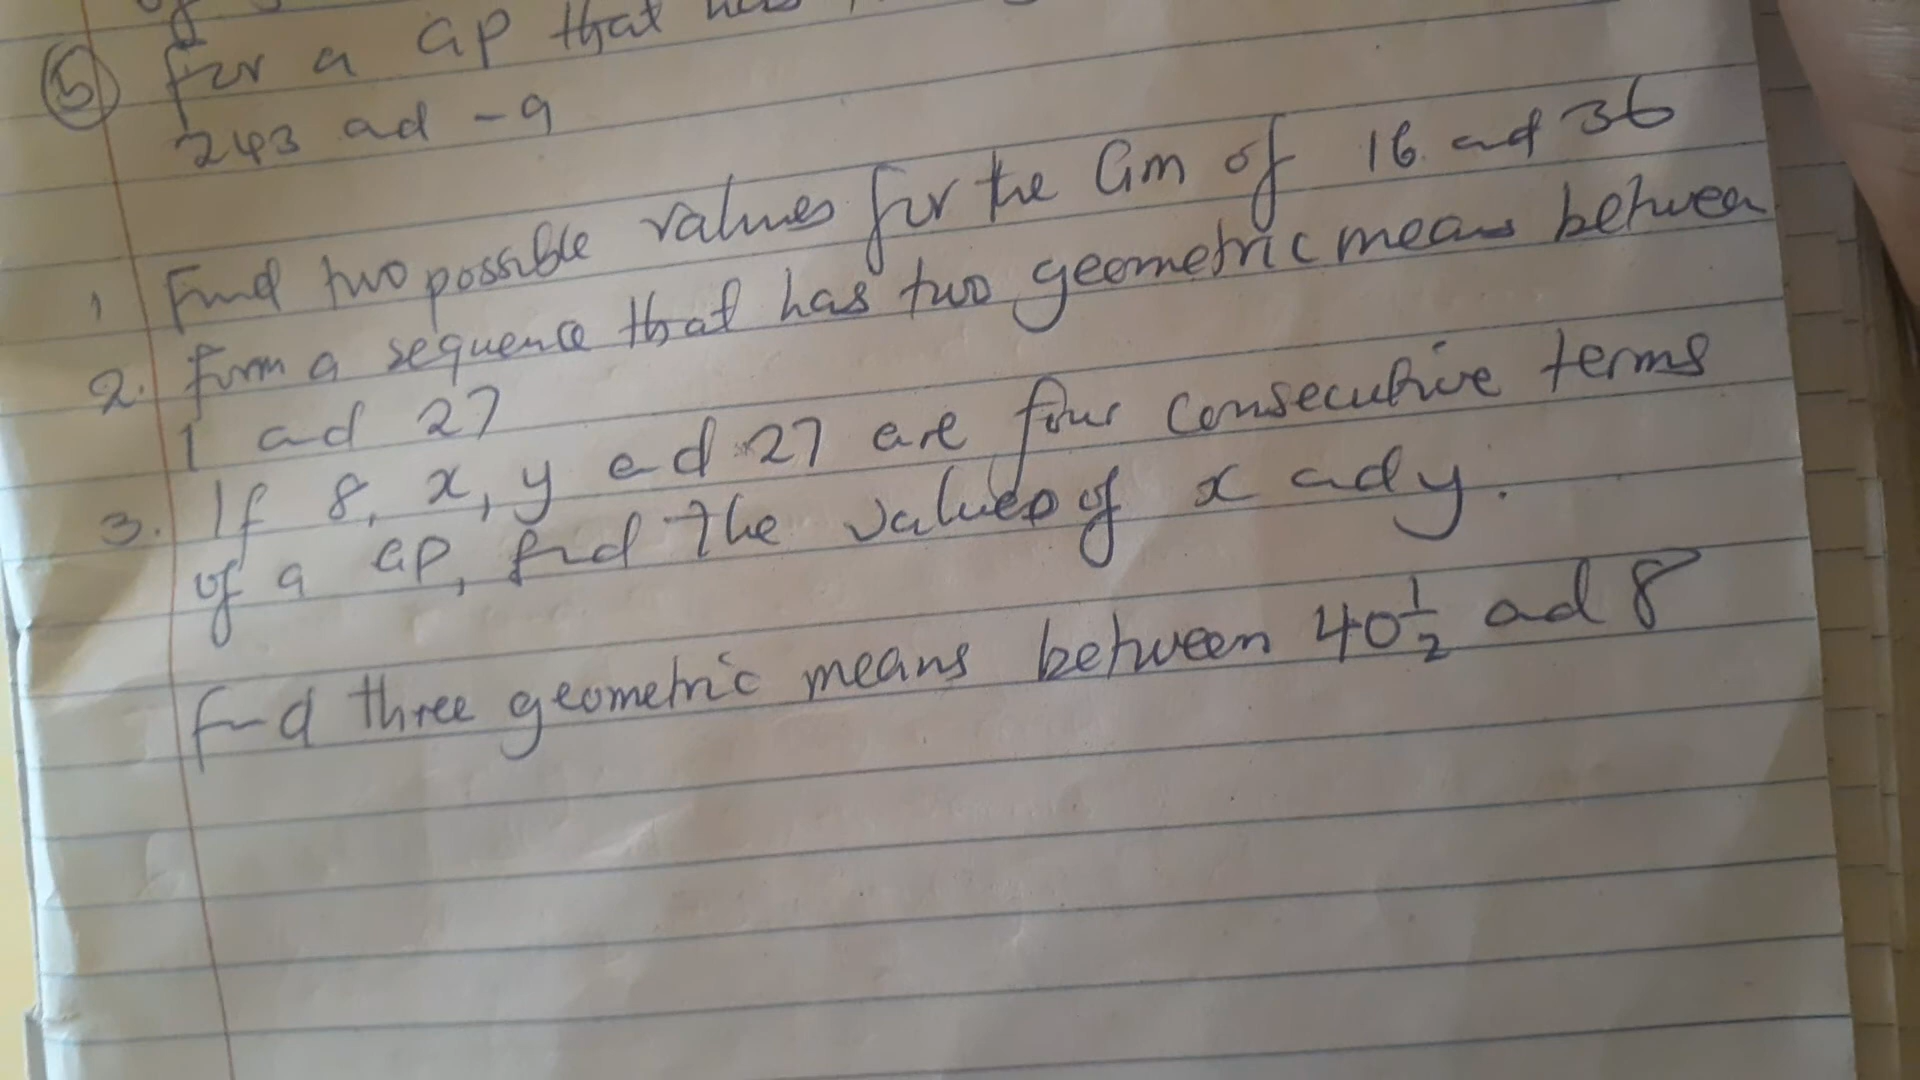 ⑤ for a GP that
243 ad -9
1 Find two possible values for the Gm of 16 and 36
2. form a sequence that has two geometric means between
1 ad 27
3. If 8, x, y ad 27 are four consecutive terms
of a GP, find the values of x ad y.
find three geometric means between 40½ ad 8